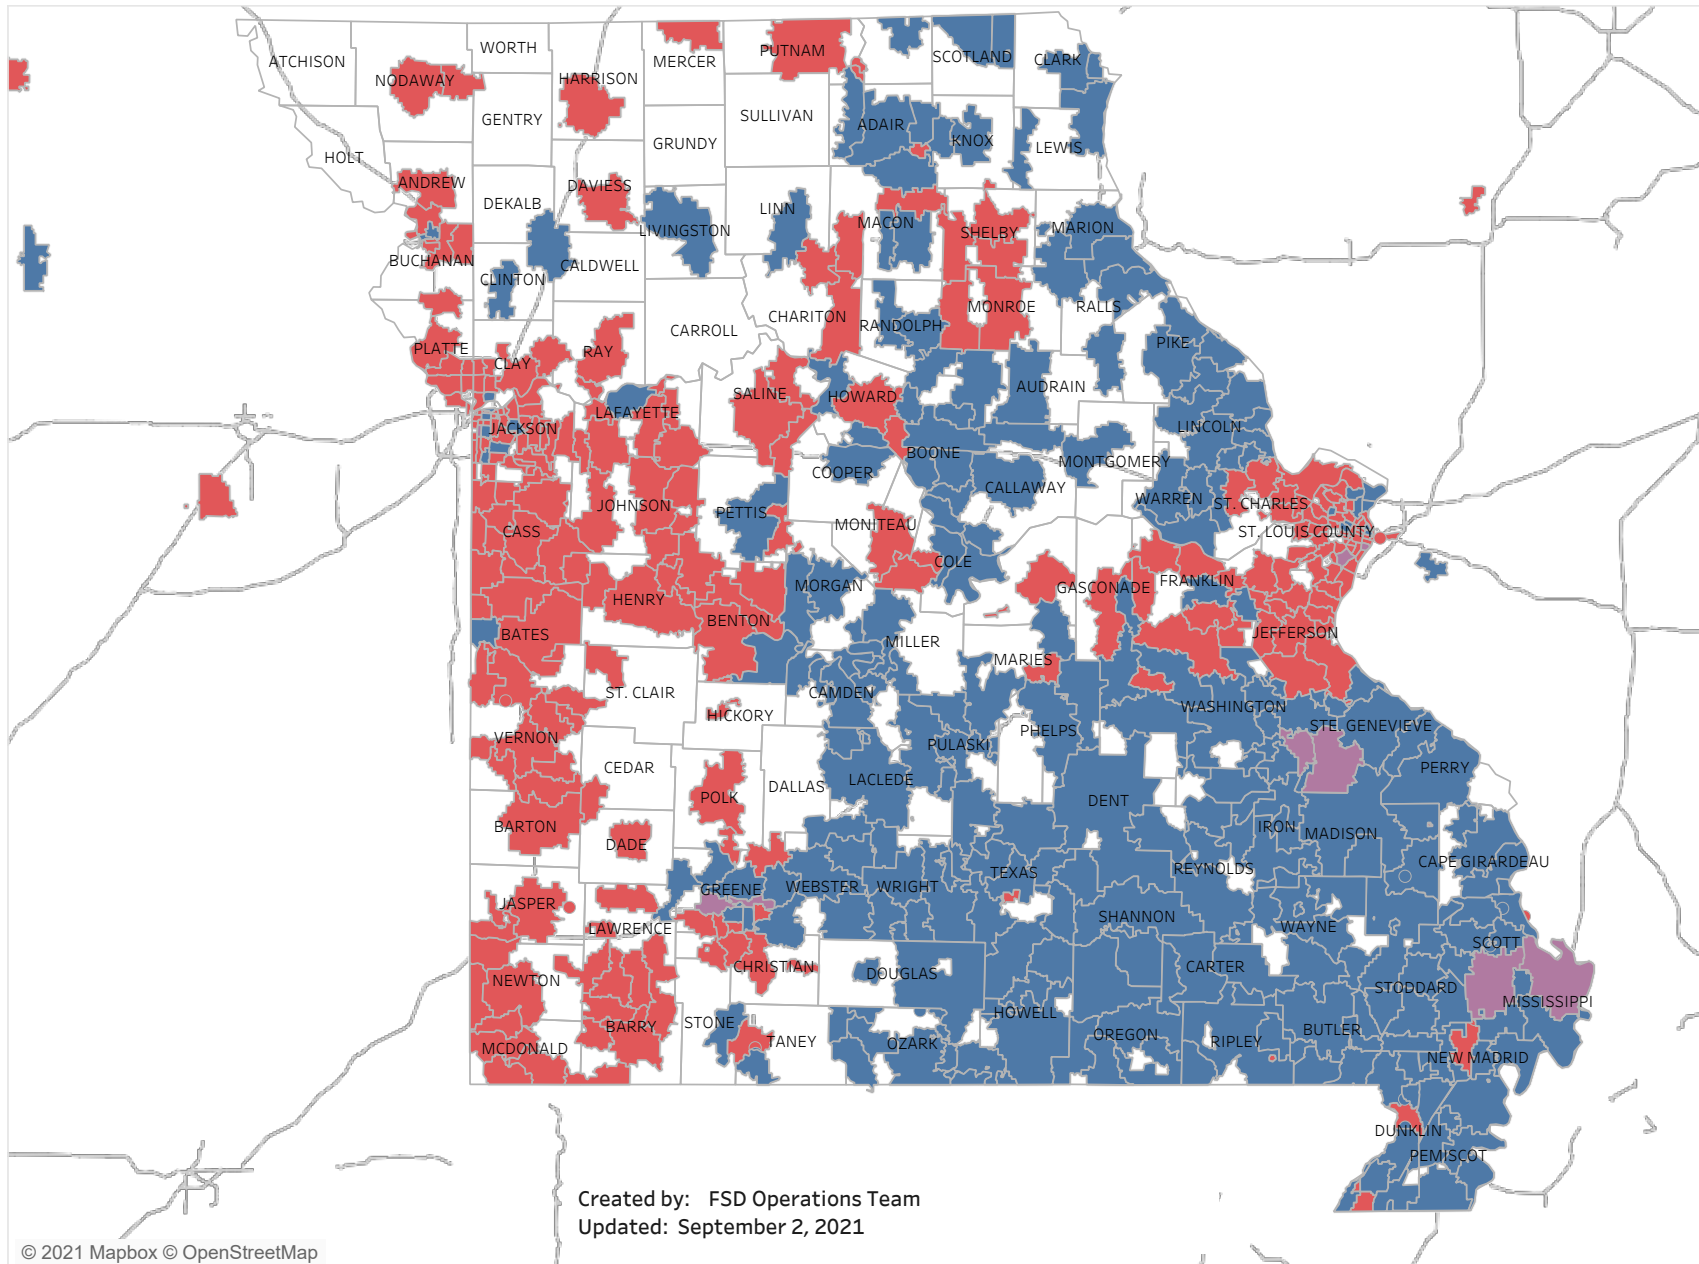 WORTH
SCOTLAND
CLARK
ATCHISON
MERCER
PUTNAM
NODAWAY
HARRISON
GENTRY
SULLIVAN
ADAIR
KNOX
LEWIS
GRUNDY
HOLT
ANDREW
DAVIESS
DEKALB
LINN
MACON
SHELBY
MARION
LIVINGSTON
BUCHANAN
CLINTON
CALDWELL
CHARITON
RANDOLPH
MONROE
RALLS
CARROLL
PIKE
PLATTE
CLAY
RAY
AUDRAIN
SALINE
HOWARD
LAFAYETTE
JACKSON
LINCOLN
BOONE
MONTGOMERY
COOPER
CALLAWAY
WARREN
ST. CHARLES
JOHNSON
PETTIS
MONITEAU
CASS
ST. LOUIS COUNTY
COLE
MORGAN
GASCONADE
FRANKLIN
HENRY
BENTON
BATES
MILLER
JEFFERSON
MARIES
ST. CLAIR
CAMDEN
WASHINGTON
HICKORY
PHELPS
STE. GENEVIEVE
VERNON
PULASKI
CEDAR
LACLEDE
PERRY
DALLAS
POLK
DENT
BARTON
IRON
MADISON
DADE
CAPE GIRARDEAU
REYNOLDS
TEXAS
GREENE
WEBSTER
WRIGHT
JASPER
SHANNON
LAWRENCE
WAYNE
SCOTT
CHRISTIAN
DOUGLAS
CARTER
NEWTON
STODDARD
MISSISSIPPI
HOWELL
STONE
BARRY
BUTLER
OREGON
TANEY
OZARK
RIPLEY
MCDONALD
NEW MADRID
DUNKLIN
PEMISCOT
Created by: FSD Operations Team
Updated: September 2, 2021
© 2021 Mapbox © OpenStreetMap